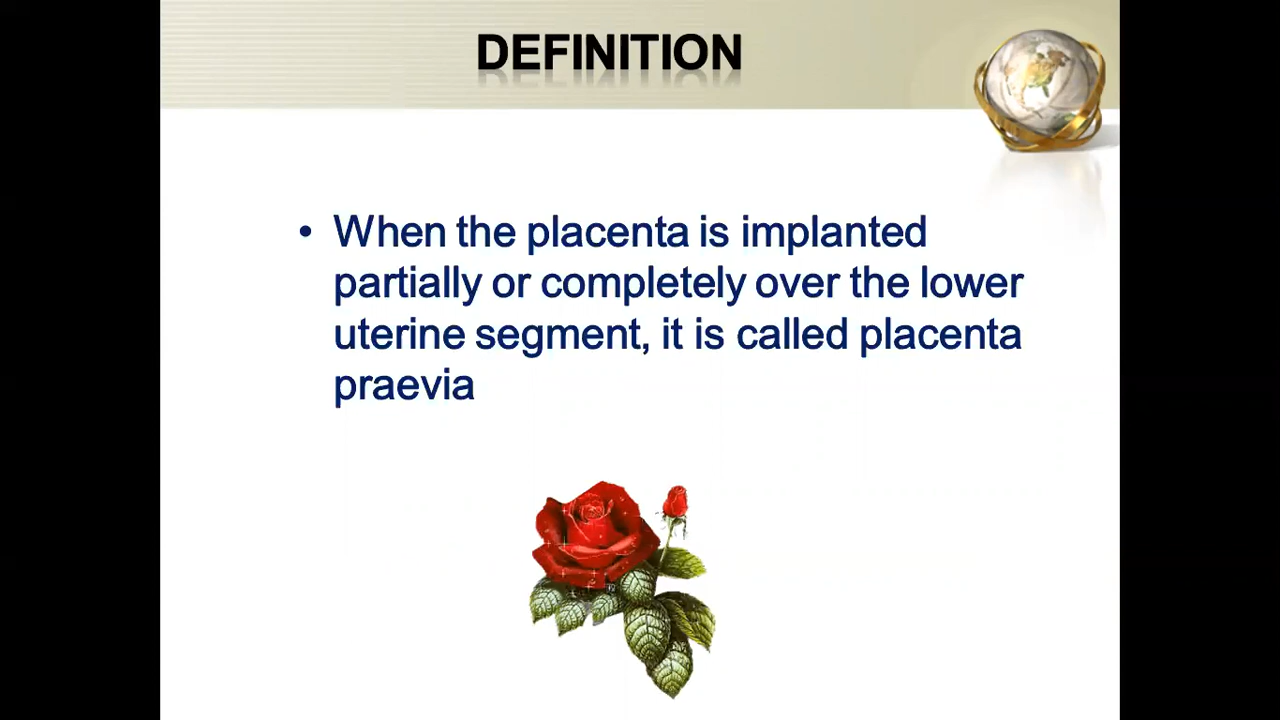 DEFINITION
• When the placenta is implanted
partially or completely over the lower
uterine segment, it is called placenta
praevia